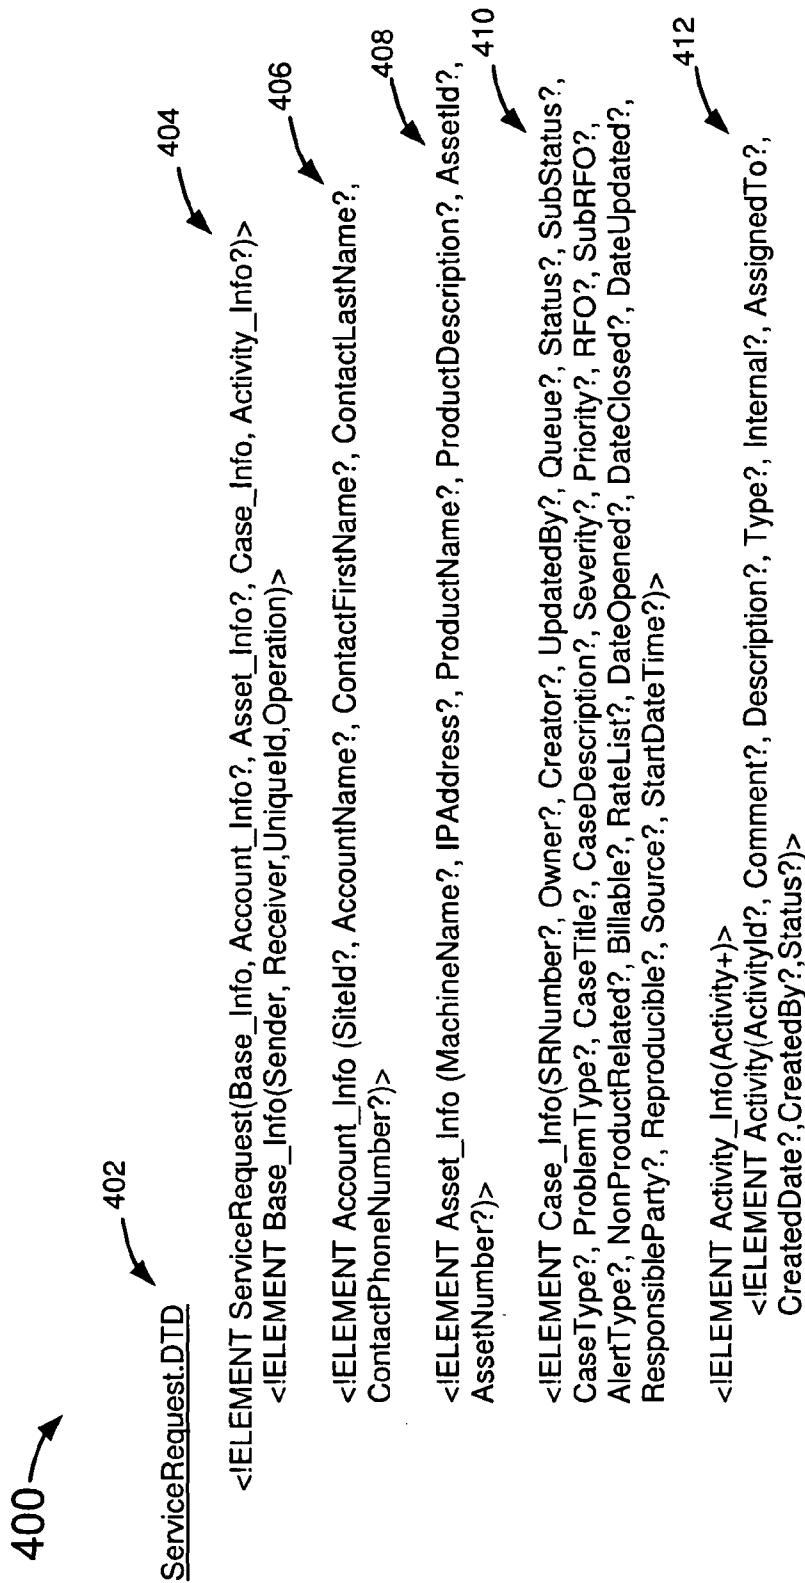 400
ServiceRequest.DTD
402
<!ELEMENT ServiceRequest(Base_Info, Account_Info?, Asset_Info?, Case_Info, Activity_Info?)>
404
<!ELEMENT Base_Info(Sender, Receiver,UniqueId,Operation)>
<!ELEMENT Account_Info (SiteId?, AccountName?, ContactFirstName?, ContactLastName?,
406
ContactPhoneNumber?)>
<!ELEMENT Asset_Info (MachineName?, IPAddress?, ProductName?, ProductDescription?, AssetId?,
408
AssetNumber?)>
<!ELEMENT Case_Info(SRNumber?, Owner?, Creator?, UpdatedBy?, Queue?, Status?, SubStatus?,
410
CaseType?, ProblemType?, CaseTitle?, CaseDescription?, Severity?, Priority?, RFO?, SubRFO?,
AlertType?, NonProductRelated?, Billable?, RateList?, DateOpened?, DateClosed?, DateUpdated?,
ResponsibleParty?, Reproducible?, Source?, StartDateTime?)>
<!ELEMENT Activity_Info(Activity+)>
<!ELEMENT Activity(ActivityId?, Comment?, Description?, Type?, Internal?, AssignedTo?,
412
CreatedDate?,CreatedBy?,Status?)>